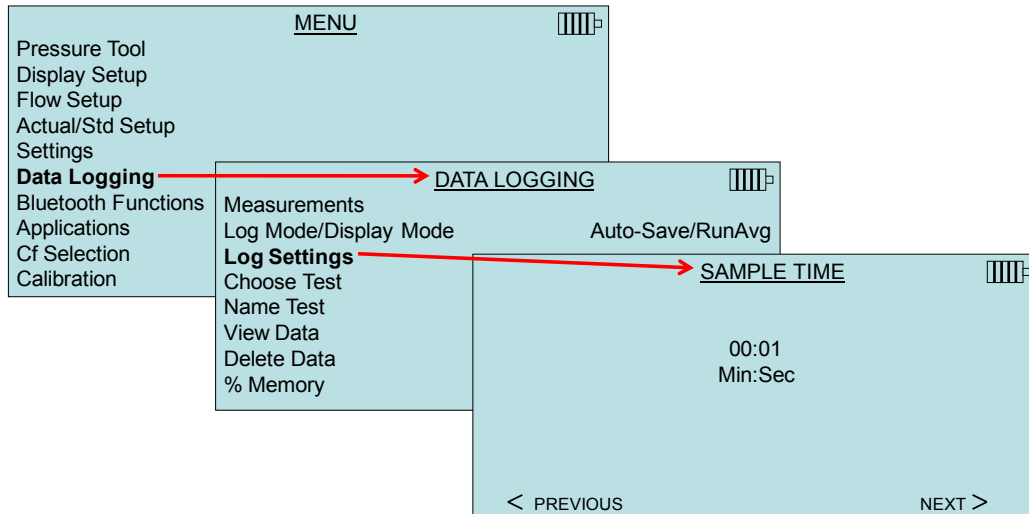 MENU
Pressure Tool
Display Setup
Flow Setup
Actual/Std Setup
Settings
Data Logging
Bluetooth Functions
Applications
Cf Selection
Calibration
DATA LOGGING
Measurements
Log Mode/Display Mode Auto-Save/RunAvg
Log Settings
Choose Test
Name Test
View Data
Delete Data
% Memory
SAMPLE TIME
00:01
Min:Sec
< PREVIOUS NEXT >